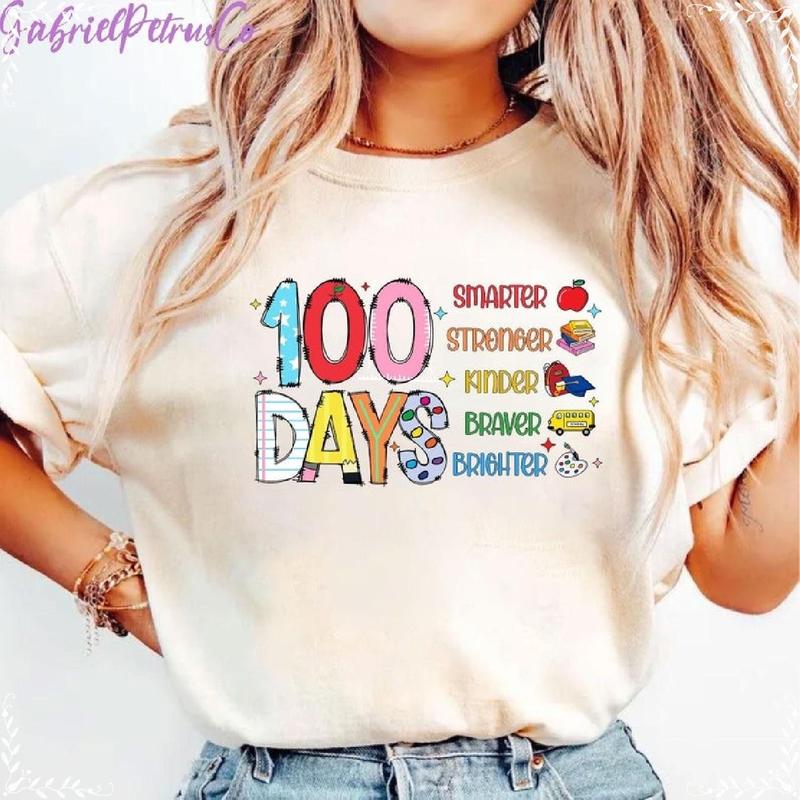 GabrielPetrusCo
100
DAYS
SMARTER
STRONGER
KINDER
BRAVER
BRIGHTER